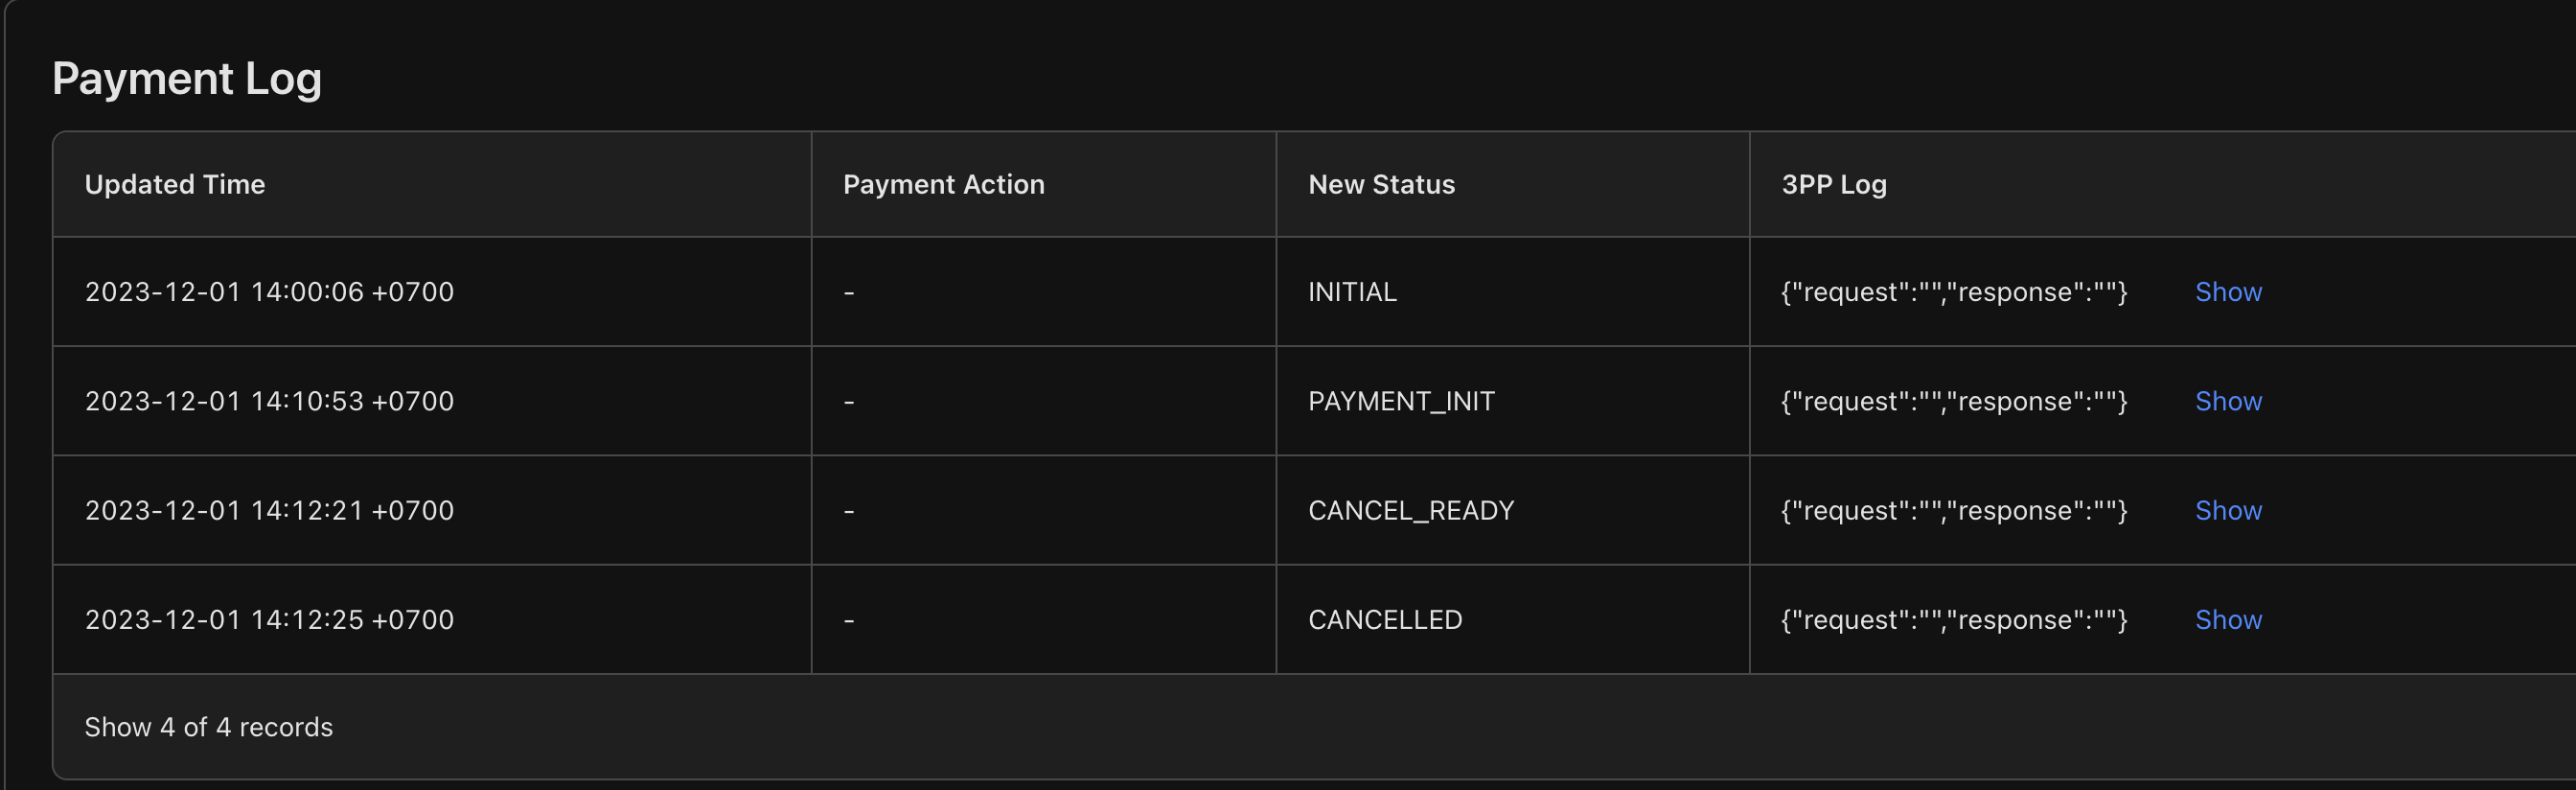 Payment Log
Updated Time Payment Action New Status 3PP Log
2023-12-01 14:00:06 +0700 - INITIAL {"request":"","response":""} Show
2023-12-01 14:10:53 +0700 - PAYMENT_INIT {"request":"","response":""} Show
2023-12-01 14:12:21 +0700 - CANCEL_READY {"request":"","response":""} Show
2023-12-01 14:12:25 +0700 - CANCELLED {"request":"","response":""} Show
Show 4 of 4 records